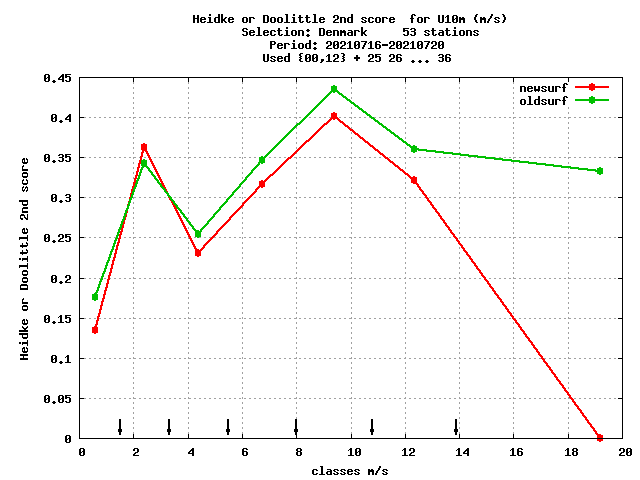 Heidke or Doolittle 2nd score  for U10m (m/s)
Selection: Denmark     53 stations
Period: 20210716-20210720
Used {00,12} + 25 26 ... 36
newsurf
oldsurf
0.45
0.4
0.35
0.3
0.25
0.2
0.15
0.1
0.05
0
Heidke or Doolittle 2nd score
0 2 4 6 8 10 12 14 16 18 20
classes m/s